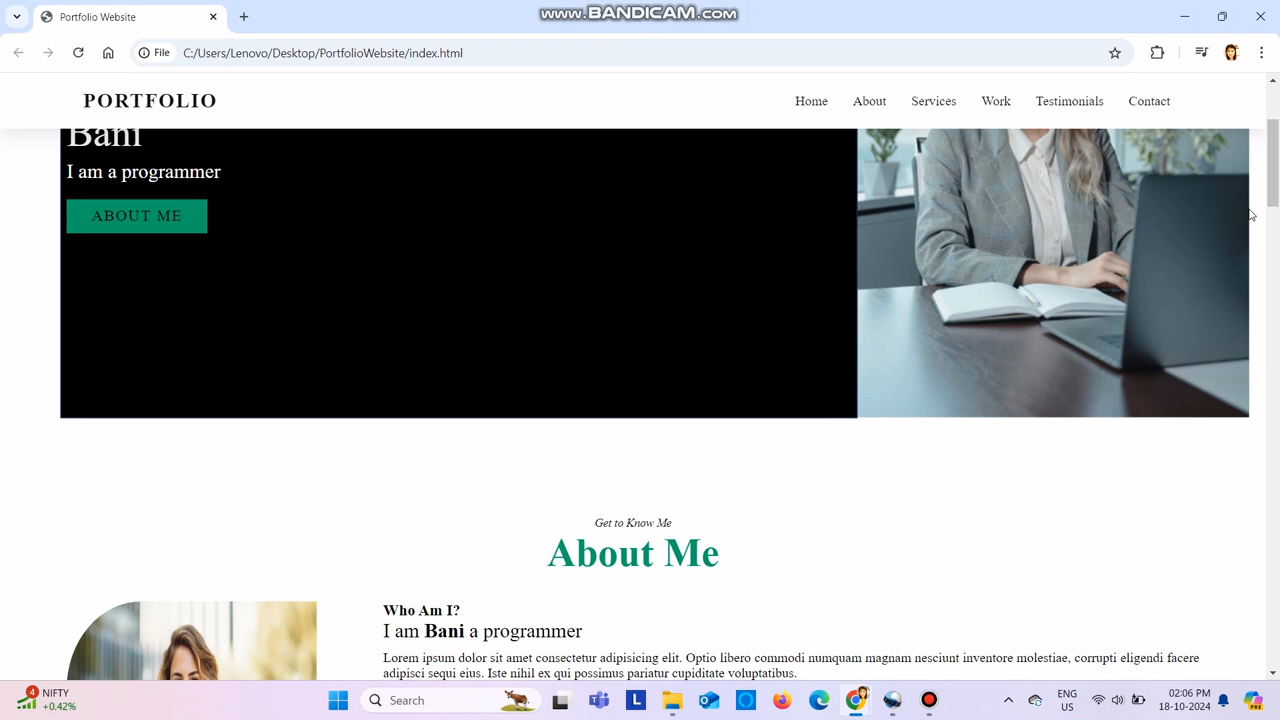 Portfolio Website
www.BANDICAM.com
File
C:/Users/Lenovo/Desktop/PortfolioWebsite/index.html
PORTFOLIO
Home
About
Services
Work
Testimonials
Contact
Bani
I am a programmer
ABOUT ME
Get to Know Me
About Me
Who Am I?
I am Bani a programmer
Lorem ipsum dolor sit amet consectetur adipisicing elit. Optio libero commodi numquam magnam nesciunt inventore molestiae, corrupti eligendi facere
adipisci sequi eius. Iste nihil ex qui possimus pariatur cupiditate voluptatibus.
4
NIFTY
+0.42%
Search
L
ENG
US
02:06 PM
18-10-2024
PRE